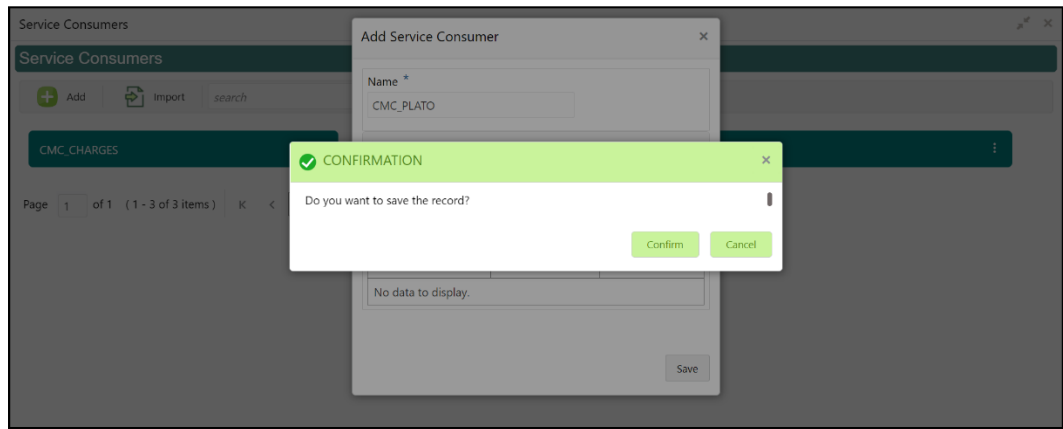 Service Consumers
Service Consumers
Add Import search
CMC_CHARGES
Page 1 of 1 (1 - 3 of 3 items) K <
Add Service Consumer ×
Name *
CMC_PLATO
CONFIRMATION ×
Do you want to save the record?
Confirm Cancel
No data to display.
Save